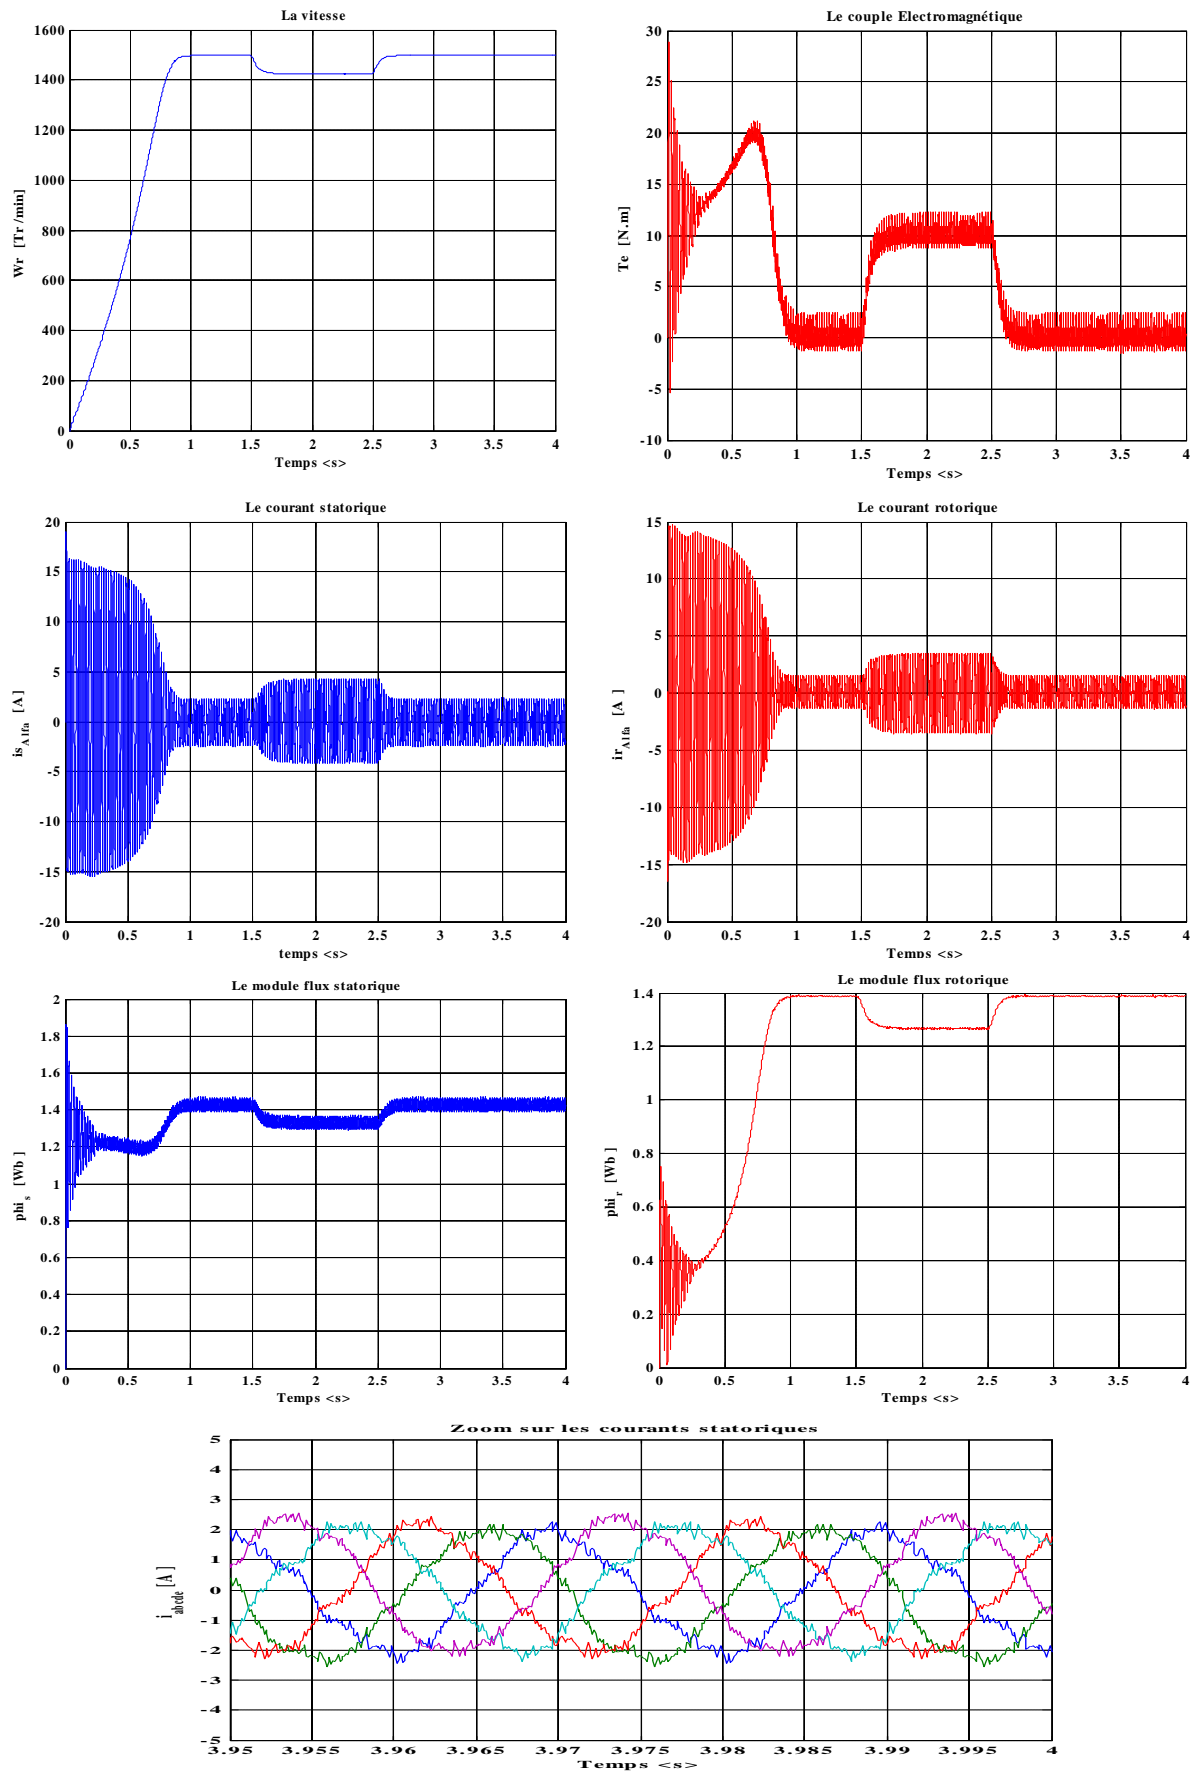 La vitesse
1600
1400
1200
1000
800
600
400
200
0
Wr [Tr/min]
0 0.5 1 1.5 2 2.5 3 3.5 4
Temps <s>
Le couple Electromagnétique
30
25
20
15
10
5
0
-5
-10
Te [N.m]
0 0.5 1 1.5 2 2.5 3 3.5 4
Temps <s>
Le courant statorique
20
15
10
5
0
-5
-10
-15
-20
is Alfa [A]
0 0.5 1 1.5 2 2.5 3 3.5 4
temps <s>
Le courant rotorique
15
10
5
0
-5
-10
-15
-20
ir Alfa [A ]
0 0.5 1 1.5 2 2.5 3 3.5 4
Temps <s>
Le module flux statorique
2
1.8
1.6
1.4
1.2
1
0.8
0.6
0.4
0.2
0
phi s [Wb]
0 0.5 1 1.5 2 2.5 3 3.5 4
Temps <s>
Le module flux rotorique
1.4
1.2
1
0.8
0.6
0.4
0.2
0
phi r [Wb ]
0 0.5 1 1.5 2 2.5 3 3.5 4
Temps <s>
Zoom sur les courants statoriques
5
4
3
2
1
0
-1
-2
-3
-4
-5
i abcde [A]
3.95 3.955 3.96 3.965 3.97 3.975 3.98 3.985 3.99 3.995 4
Temps <s>